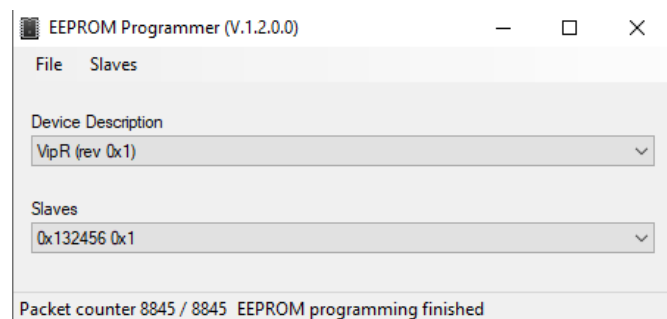 EEPROM Programmer (V.1.2.0.0)
File Slaves
Device Description
VipR (rev 0x1)
Slaves
0x132456 0x1
Packet counter 8845 / 8845 EEPROM programming finished